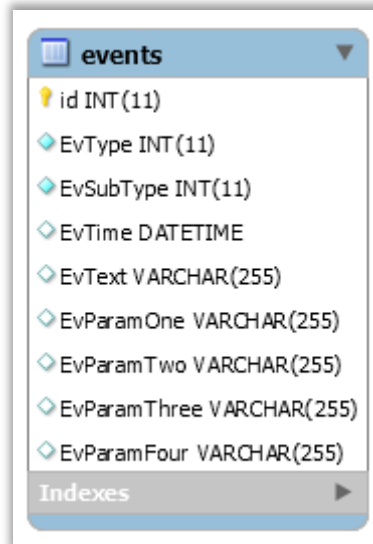 events
id INT(11)
EvType INT(11)
EvSubType INT(11)
EvTime DATETIME
EvText VARCHAR(255)
EvParamOne VARCHAR(255)
EvParamTwo VARCHAR(255)
EvParamThree VARCHAR(255)
EvParamFour VARCHAR(255)
Indexes